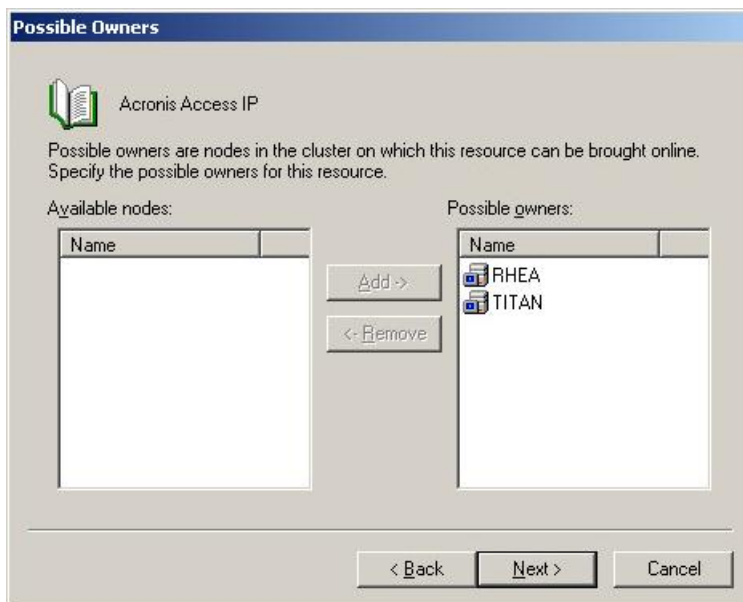 Possible Owners
Acronis Access IP
Possible owners are nodes in the cluster on which this resource can be brought online.
Specify the possible owners for this resource.
Available nodes:
Possible owners:
Name
Name
Add ->
RHEA
TITAN
<- Remove
< Back
Next >
Cancel